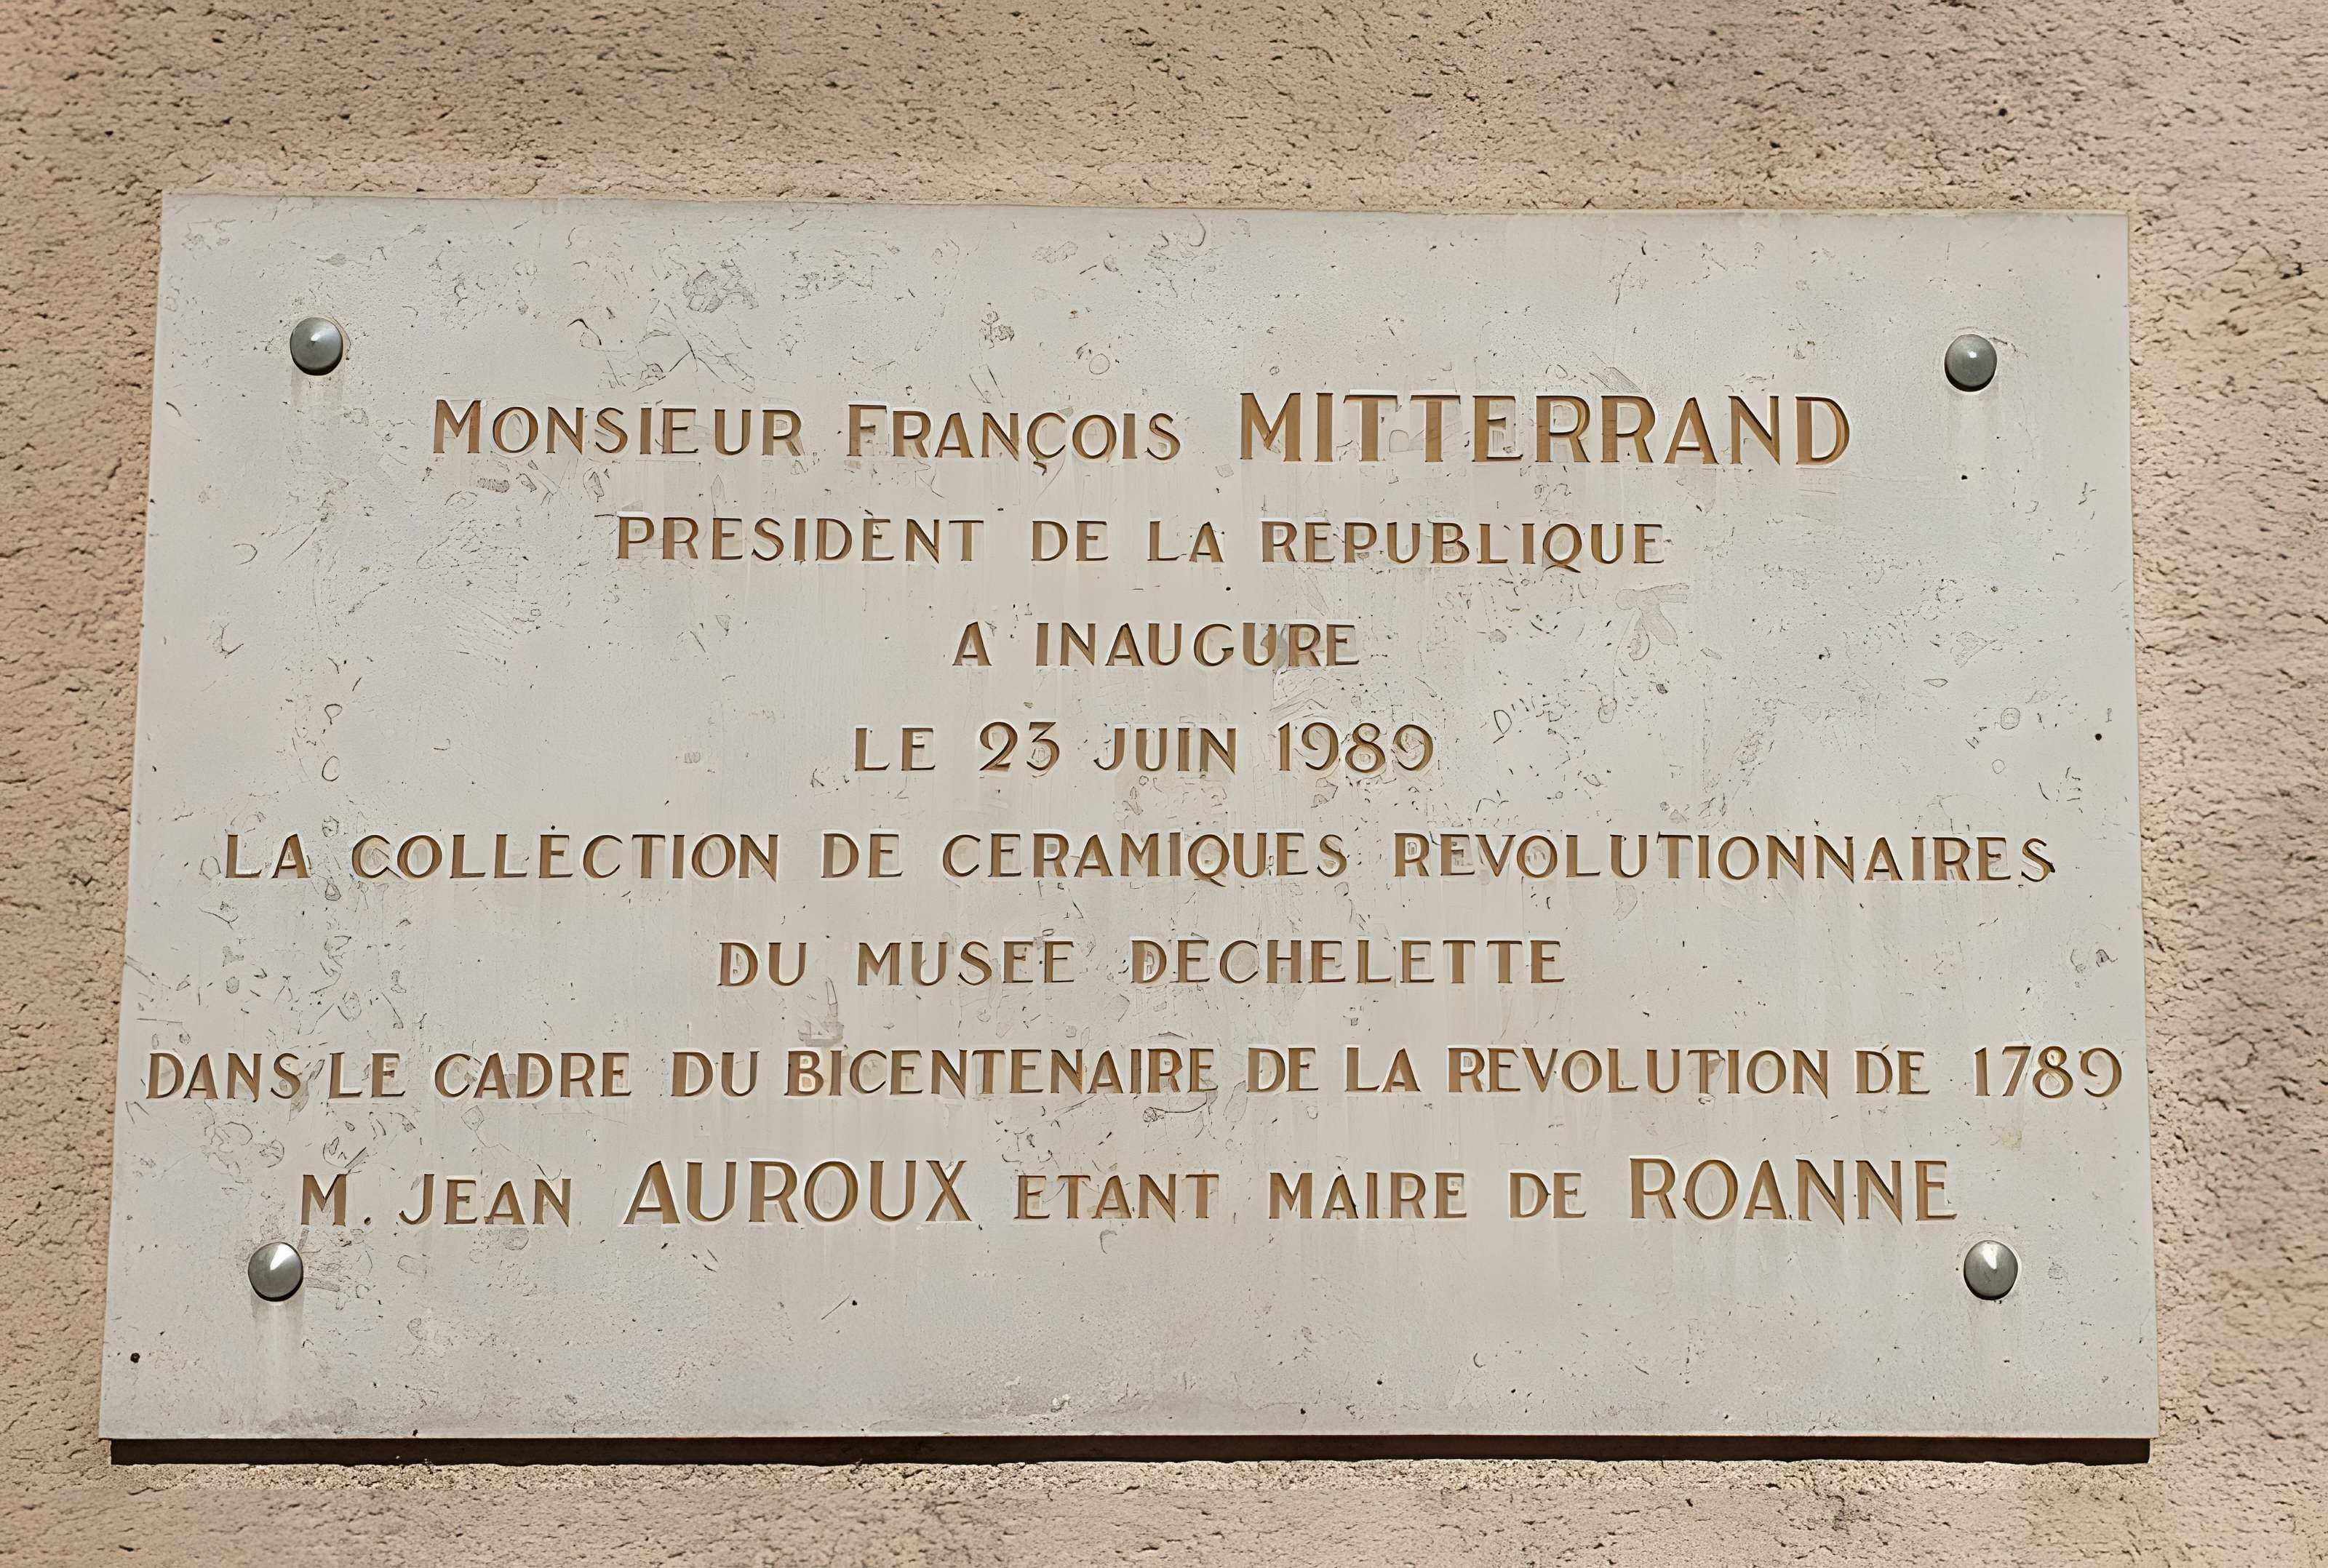 MONSIEUR FRANÇOIS MITTERRAND
PRESIDENT DE LA REPUBLIQUE
A INAUGURE
LE 23 JUIN 1989
LA COLLECTION DE CERAMIQUES REVOLUTIONNAIRES
DU MUSEE DECHELETTE
DANS LE CADRE DU BICENTENAIRE DE LA REVOLUTION DE 1789
M. JEAN AUROUX ETANT MAIRE DE ROANNE